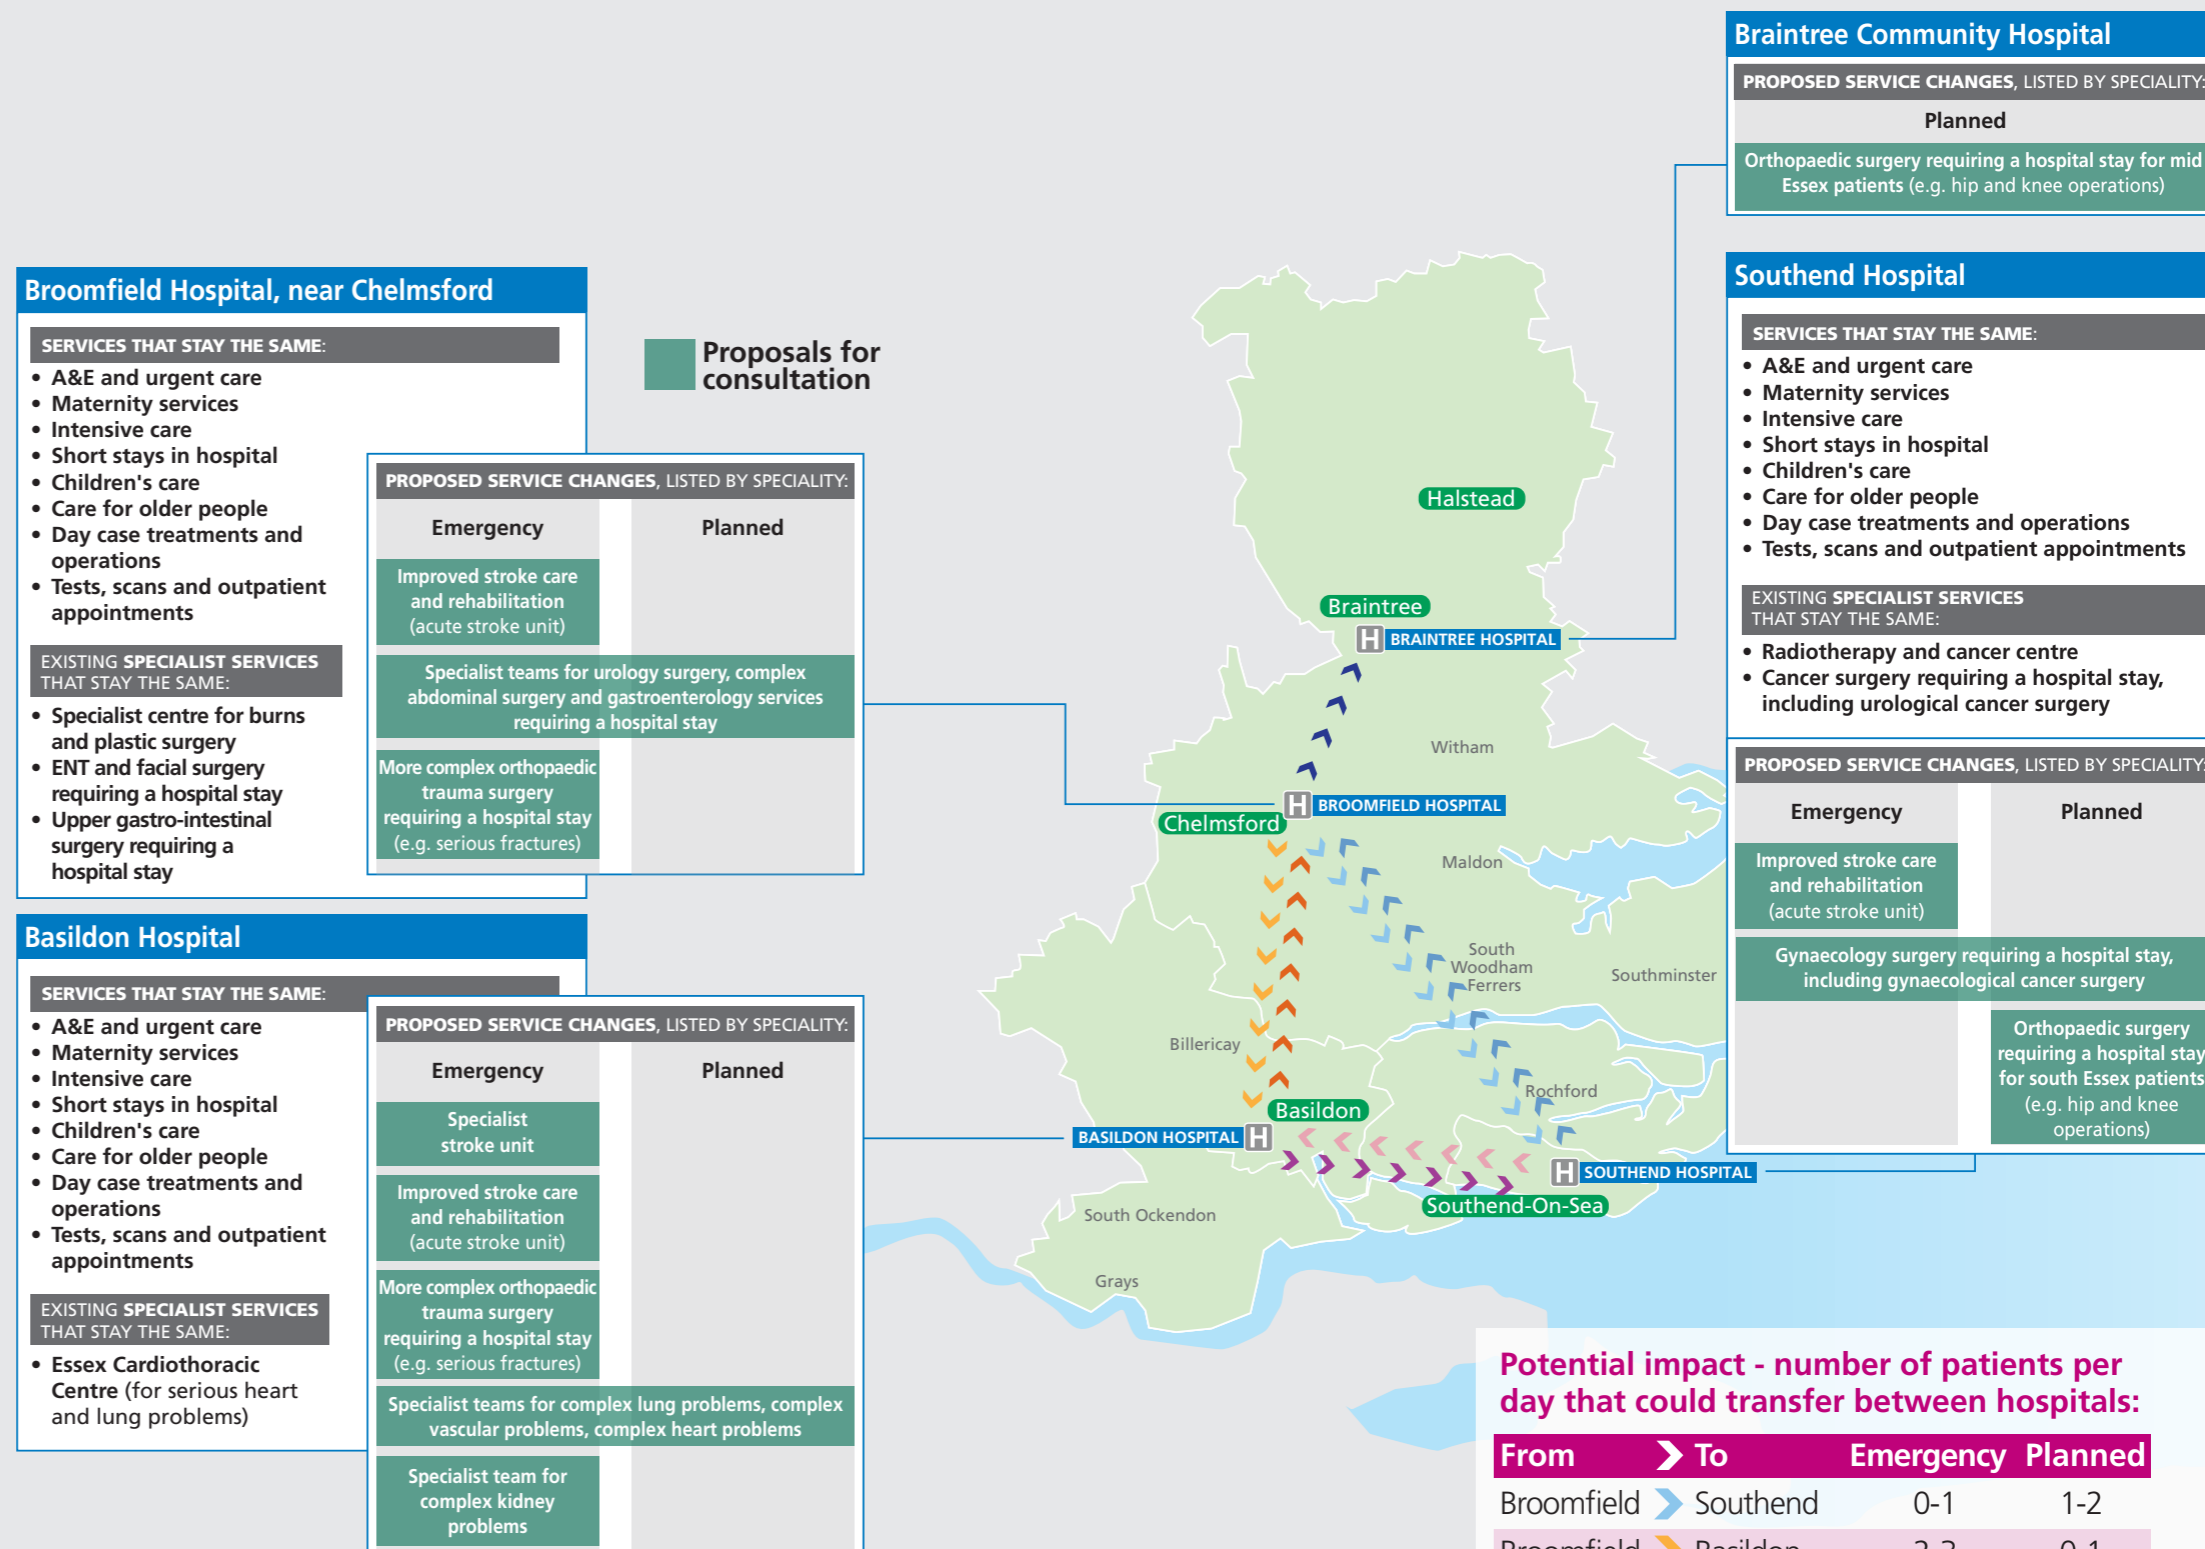 Braintree Community Hospital
PROPOSED SERVICE CHANGES, LISTED BY SPECIALITY:
Planned
Orthopaedic surgery requiring a hospital stay for mid
Essex patients (e.g. hip and knee operations)
Broomfield Hospital, near Chelmsford
SERVICES THAT STAY THE SAME:
• A&E and urgent care
• Maternity services
• Intensive care
• Short stays in hospital
• Children's care
• Care for older people
• Day case treatments and
operations
• Tests, scans and outpatient
appointments
EXISTING SPECIALIST SERVICES
THAT STAY THE SAME:
• Specialist centre for burns
and plastic surgery
• ENT and facial surgery
requiring a hospital stay
• Upper gastro-intestinal
surgery requiring a
hospital stay
PROPOSED SERVICE CHANGES, LISTED BY SPECIALITY:
Emergency
Planned
Improved stroke care
and rehabilitation
(acute stroke unit)
Specialist teams for urology surgery, complex
abdominal surgery and gastroenterology services
requiring a hospital stay
More complex orthopaedic
trauma surgery
requiring a hospital stay
(e.g. serious fractures)
Proposals for
consultation
Southend Hospital
SERVICES THAT STAY THE SAME:
• A&E and urgent care
• Maternity services
• Intensive care
• Short stays in hospital
• Children's care
• Care for older people
• Day case treatments and operations
• Tests, scans and outpatient appointments
EXISTING SPECIALIST SERVICES
THAT STAY THE SAME:
• Radiotherapy and cancer centre
• Cancer surgery requiring a hospital stay,
including urological cancer surgery
PROPOSED SERVICE CHANGES, LISTED BY SPECIALITY:
Emergency
Planned
Improved stroke care
and rehabilitation
(acute stroke unit)
Gynaecology surgery requiring a hospital stay,
including gynaecological cancer surgery
Orthopaedic surgery
requiring a hospital stay
for south Essex patients
(e.g. hip and knee
operations)
Basildon Hospital
SERVICES THAT STAY THE SAME:
• A&E and urgent care
• Maternity services
• Intensive care
• Short stays in hospital
• Children's care
• Care for older people
• Day case treatments and
operations
• Tests, scans and outpatient
appointments
EXISTING SPECIALIST SERVICES
THAT STAY THE SAME:
• Essex Cardiothoracic
Centre (for serious heart
and lung problems)
PROPOSED SERVICE CHANGES, LISTED BY SPECIALITY:
Emergency
Planned
Specialist
stroke unit
Improved stroke care
and rehabilitation
(acute stroke unit)
More complex orthopaedic
trauma surgery
requiring a hospital stay
(e.g. serious fractures)
Specialist teams for complex lung problems, complex
vascular problems, complex heart problems
Specialist team for
complex kidney
problems
Halstead
Braintree
H BRAINTREE HOSPITAL
Witham
H BROOMFIELD HOSPITAL
Chelmsford
Maldon
South
Woodham
Ferrers
Southminster
Billericay
Rochford
Basildon
BASILDON HOSPITAL H
H SOUTHEND HOSPITAL
Southend-On-Sea
South Ockendon
Grays
Potential impact - number of patients per
day that could transfer between hospitals:
From To Emergency Planned
Broomfield Southend 0-1 1-2
Broomfield Basildon 2-3 0-1